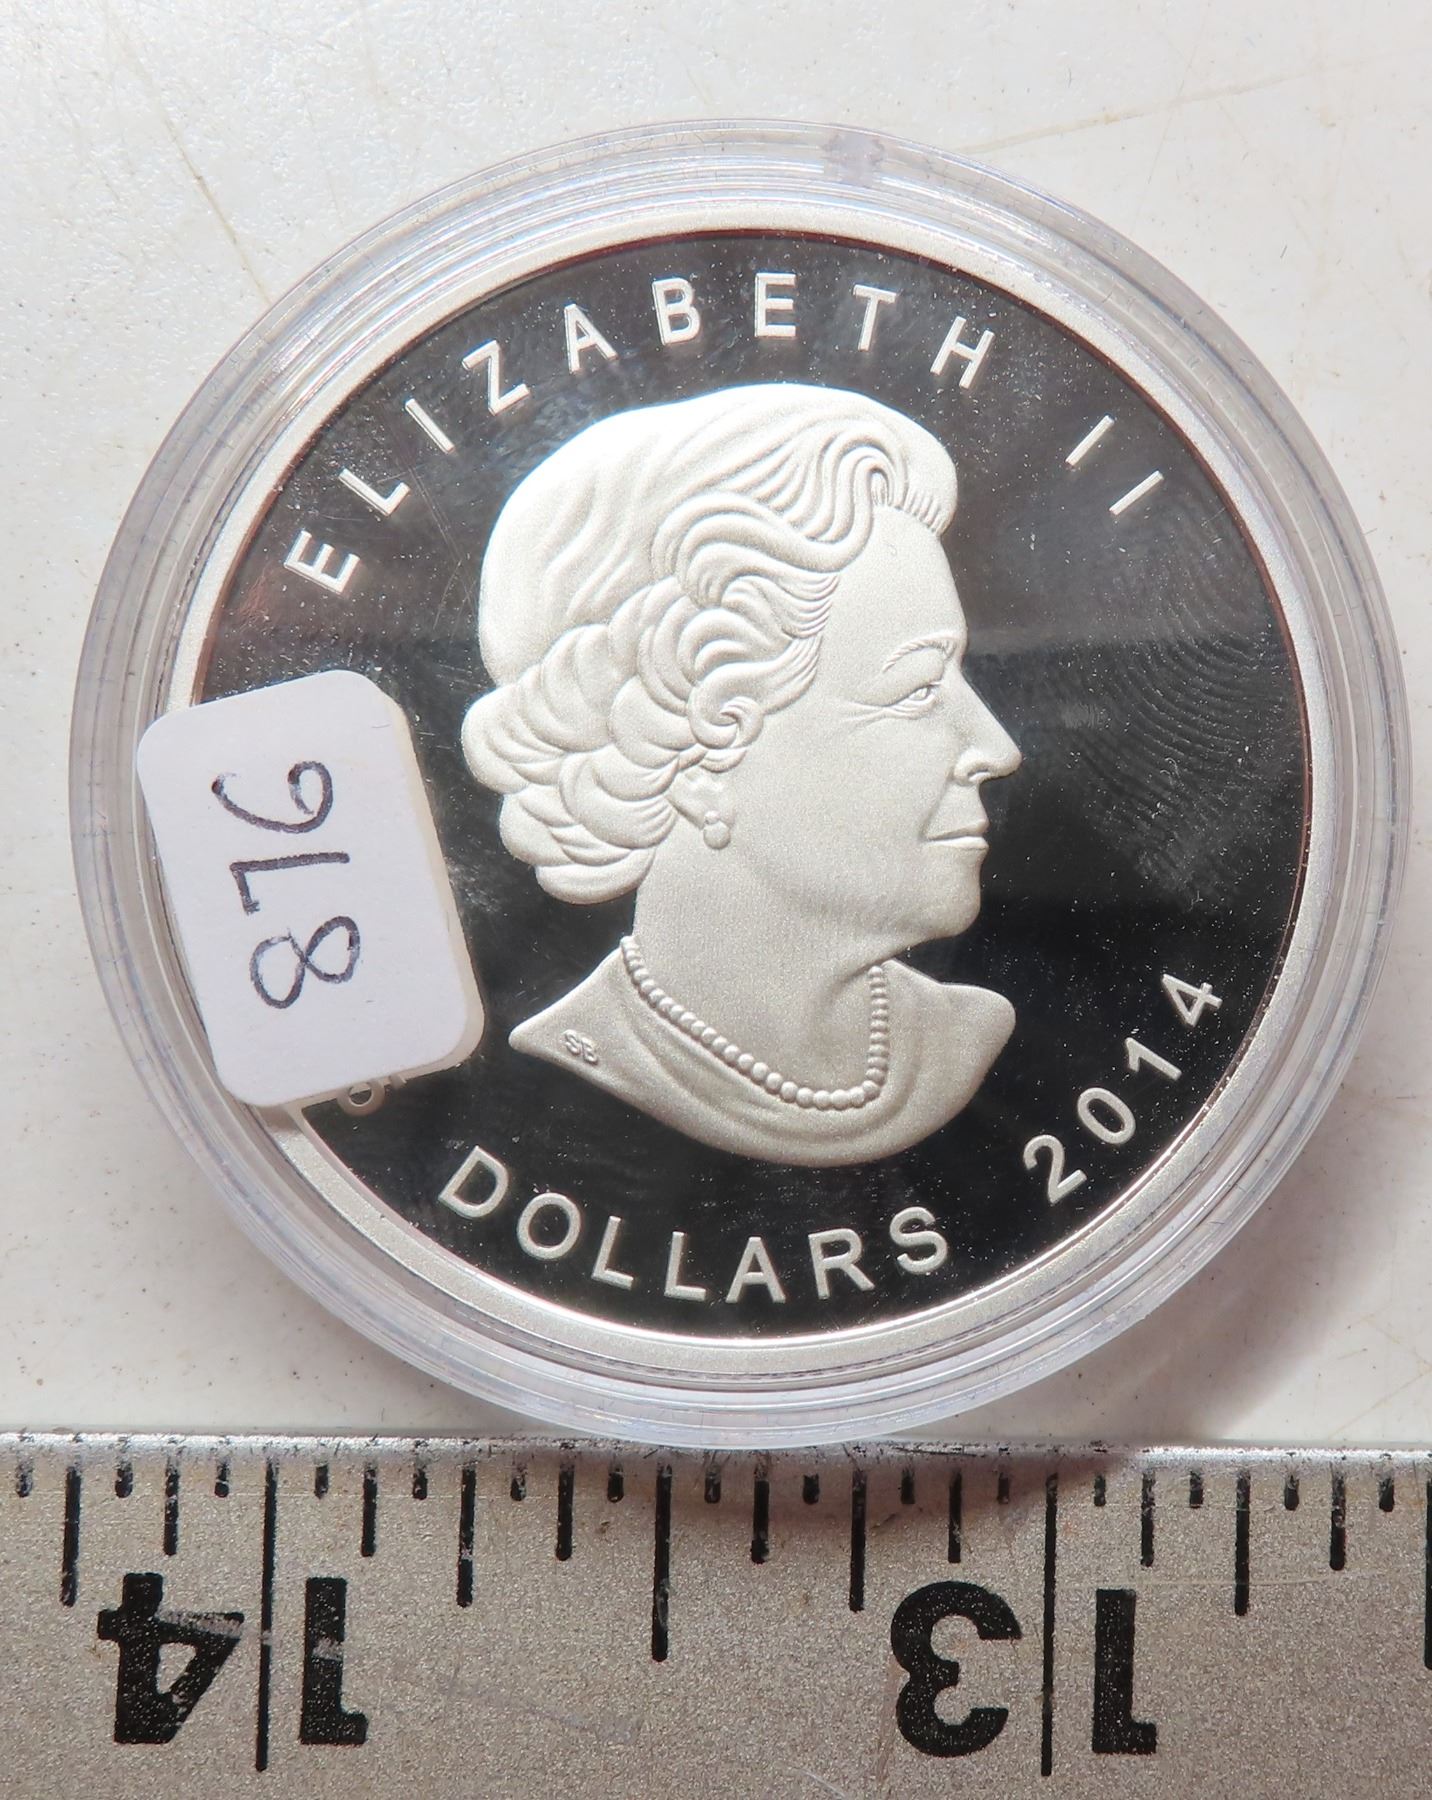 ELIZABETH II
876
SB
DOLLARS 2014
14
13